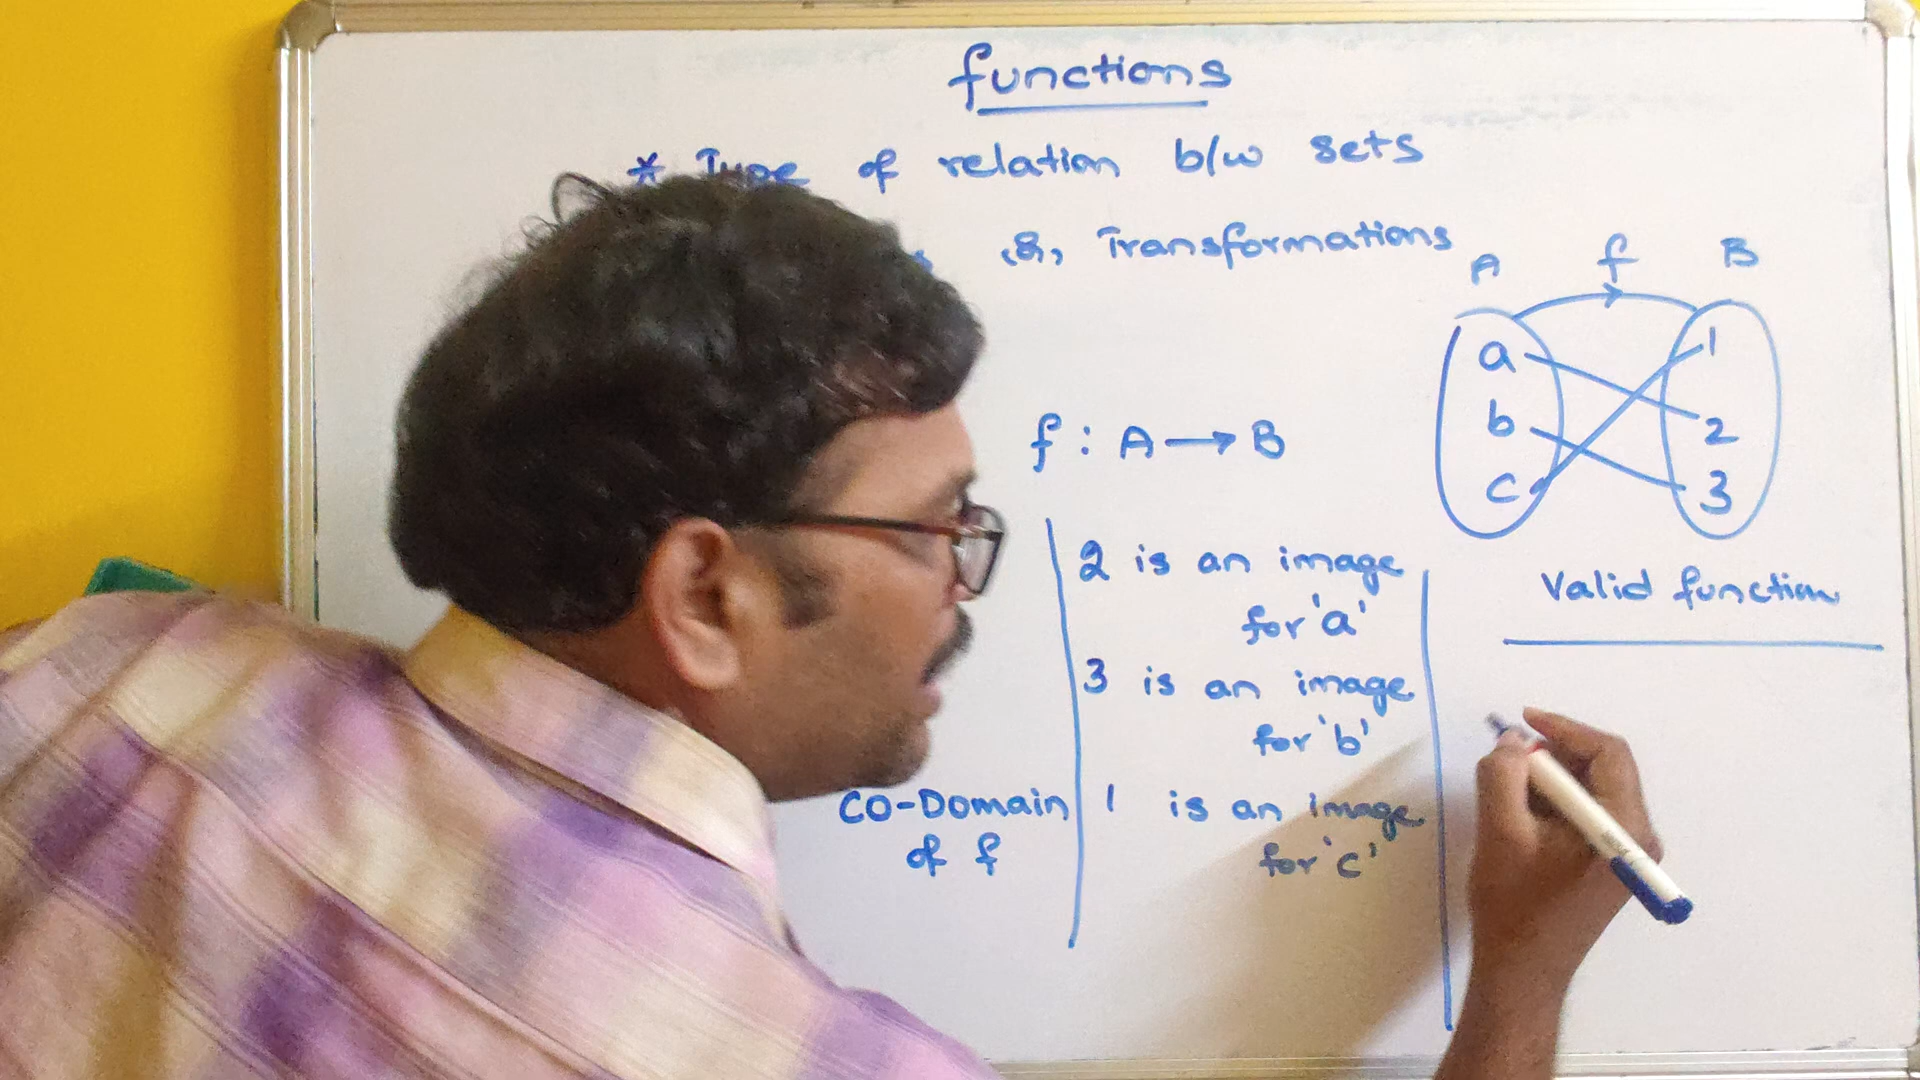 functions
* Type of relation b/w sets
(or) Transformations
A f B
a 1
b 2
c 3
f : A → B
Valid function
2 is an image
for 'a'
3 is an image
for 'b'
CO-Domain
of f
1 is an image
for 'c'